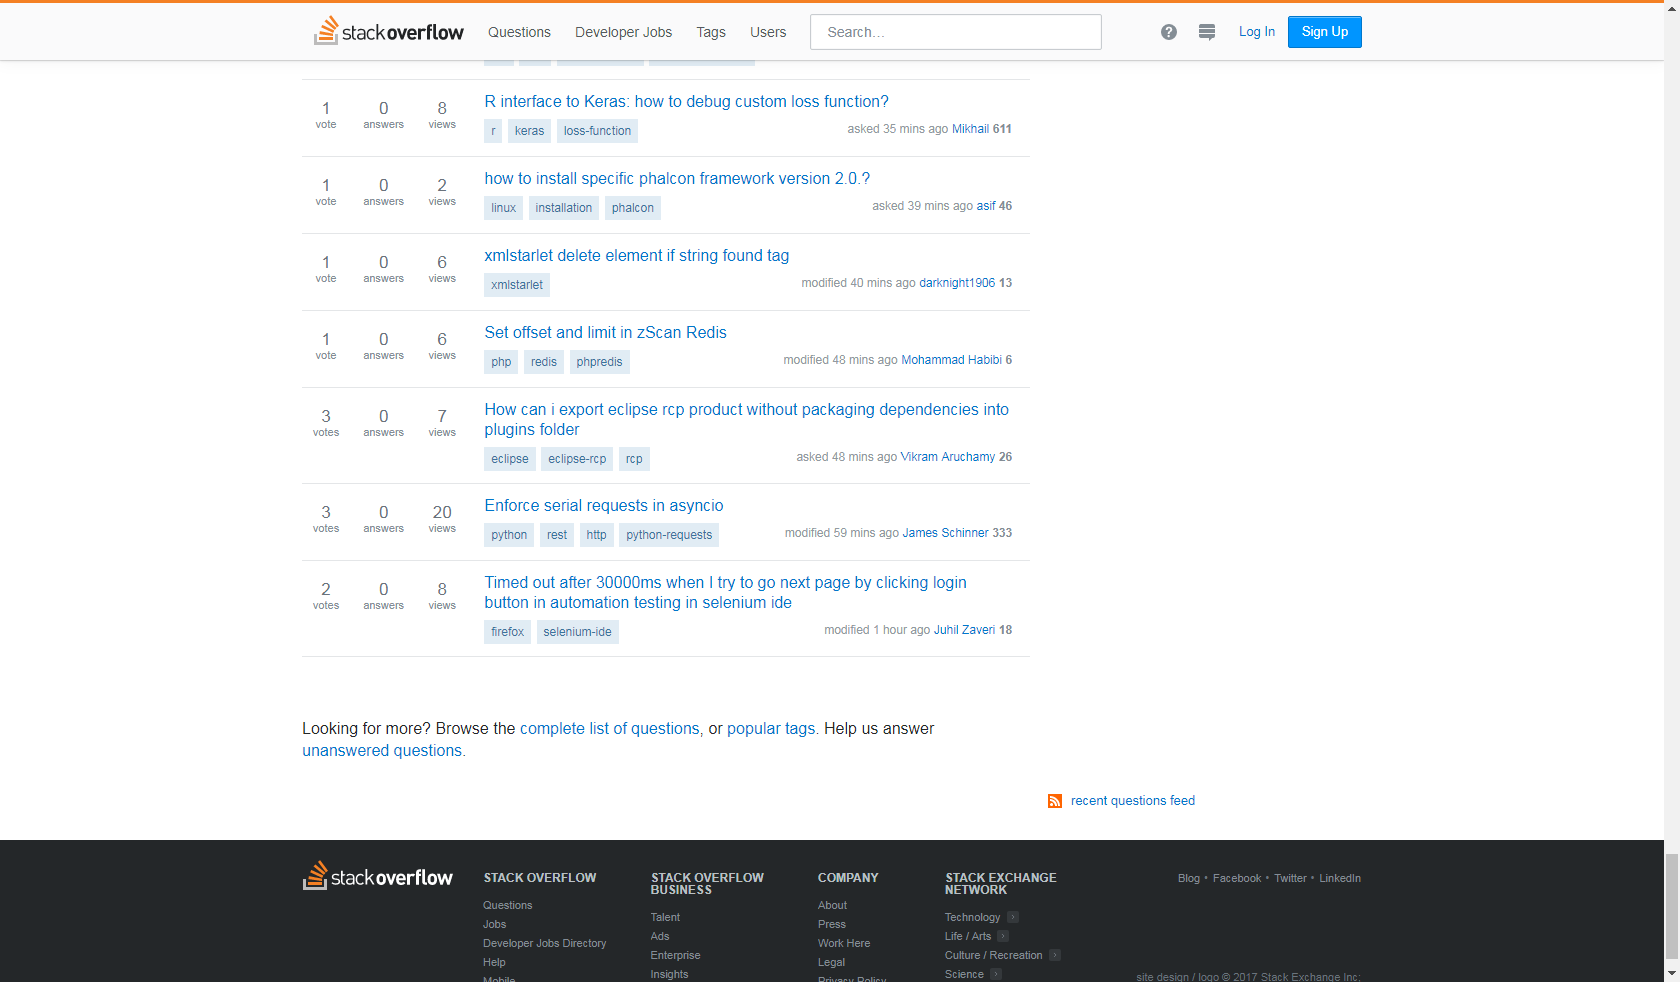 stackoverflow Questions Developer Jobs Tags Users Search... Log In Sign Up
1 vote 0 answers 8 views
R interface to Keras: how to debug custom loss function?
r keras loss-function
asked 35 mins ago Mikhail 611
1 vote 0 answers 2 views
how to install specific phalcon framework version 2.0.?
linux installation phalcon
asked 39 mins ago asif 46
1 vote 0 answers 6 views
xmlstarlet delete element if string found tag
xmlstarlet
modified 40 mins ago darknight1906 13
1 vote 0 answers 6 views
Set offset and limit in zScan Redis
php redis phpredis
modified 48 mins ago Mohammad Habibi 6
3 votes 0 answers 7 views
How can i export eclipse rcp product without packaging dependencies into
plugins folder
eclipse eclipse-rcp rcp
asked 48 mins ago Vikram Aruchamy 26
3 votes 0 answers 20 views
Enforce serial requests in asyncio
python rest http python-requests
modified 59 mins ago James Schinner 333
2 votes 0 answers 8 views
Timed out after 30000ms when I try to go next page by clicking login
button in automation testing in selenium ide
firefox selenium-ide
modified 1 hour ago Juhil Zaveri 18
Looking for more? Browse the complete list of questions, or popular tags. Help us answer
unanswered questions.
recent questions feed
stackoverflow
STACK OVERFLOW
Questions
Jobs
Developer Jobs Directory
Help
Mobile
STACK OVERFLOW
BUSINESS
Talent
Ads
Enterprise
Insights
COMPANY
About
Press
Work Here
Legal
Privacy Policy
STACK EXCHANGE
NETWORK
Technology
Life / Arts
Culture / Recreation
Science
Blog • Facebook • Twitter • LinkedIn
site design / logo © 2017 Stack Exchange Inc;